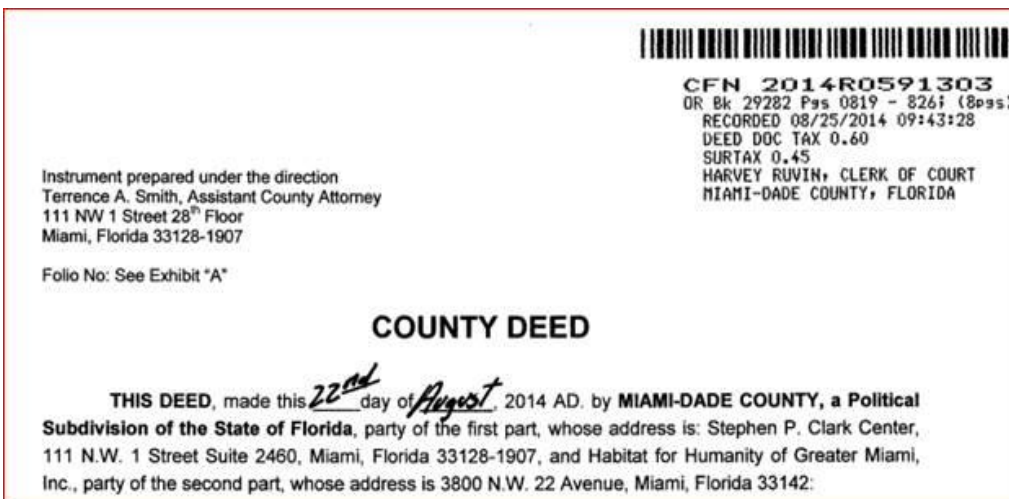 CFN 2014R0591303
OR Bk 29282 Pgs 0819 - 826; (8pgs)
RECORDED 08/25/2014 09:43:28
DEED DOC TAX 0.60
SURTAX 0.45
HARVEY RUVIN, CLERK OF COURT
MIAMI-DADE COUNTY, FLORIDA
Instrument prepared under the direction
Terrence A. Smith, Assistant County Attorney
111 NW 1 Street 28th Floor
Miami, Florida 33128-1907
Folio No: See Exhibit "A"
COUNTY DEED
THIS DEED, made this 22nd day of August, 2014 AD. by MIAMI-DADE COUNTY, a Political
Subdivision of the State of Florida, party of the first part, whose address is: Stephen P. Clark Center,
111 N.W. 1 Street Suite 2460, Miami, Florida 33128-1907, and Habitat for Humanity of Greater Miami,
Inc., party of the second part, whose address is 3800 N.W. 22 Avenue, Miami, Florida 33142: